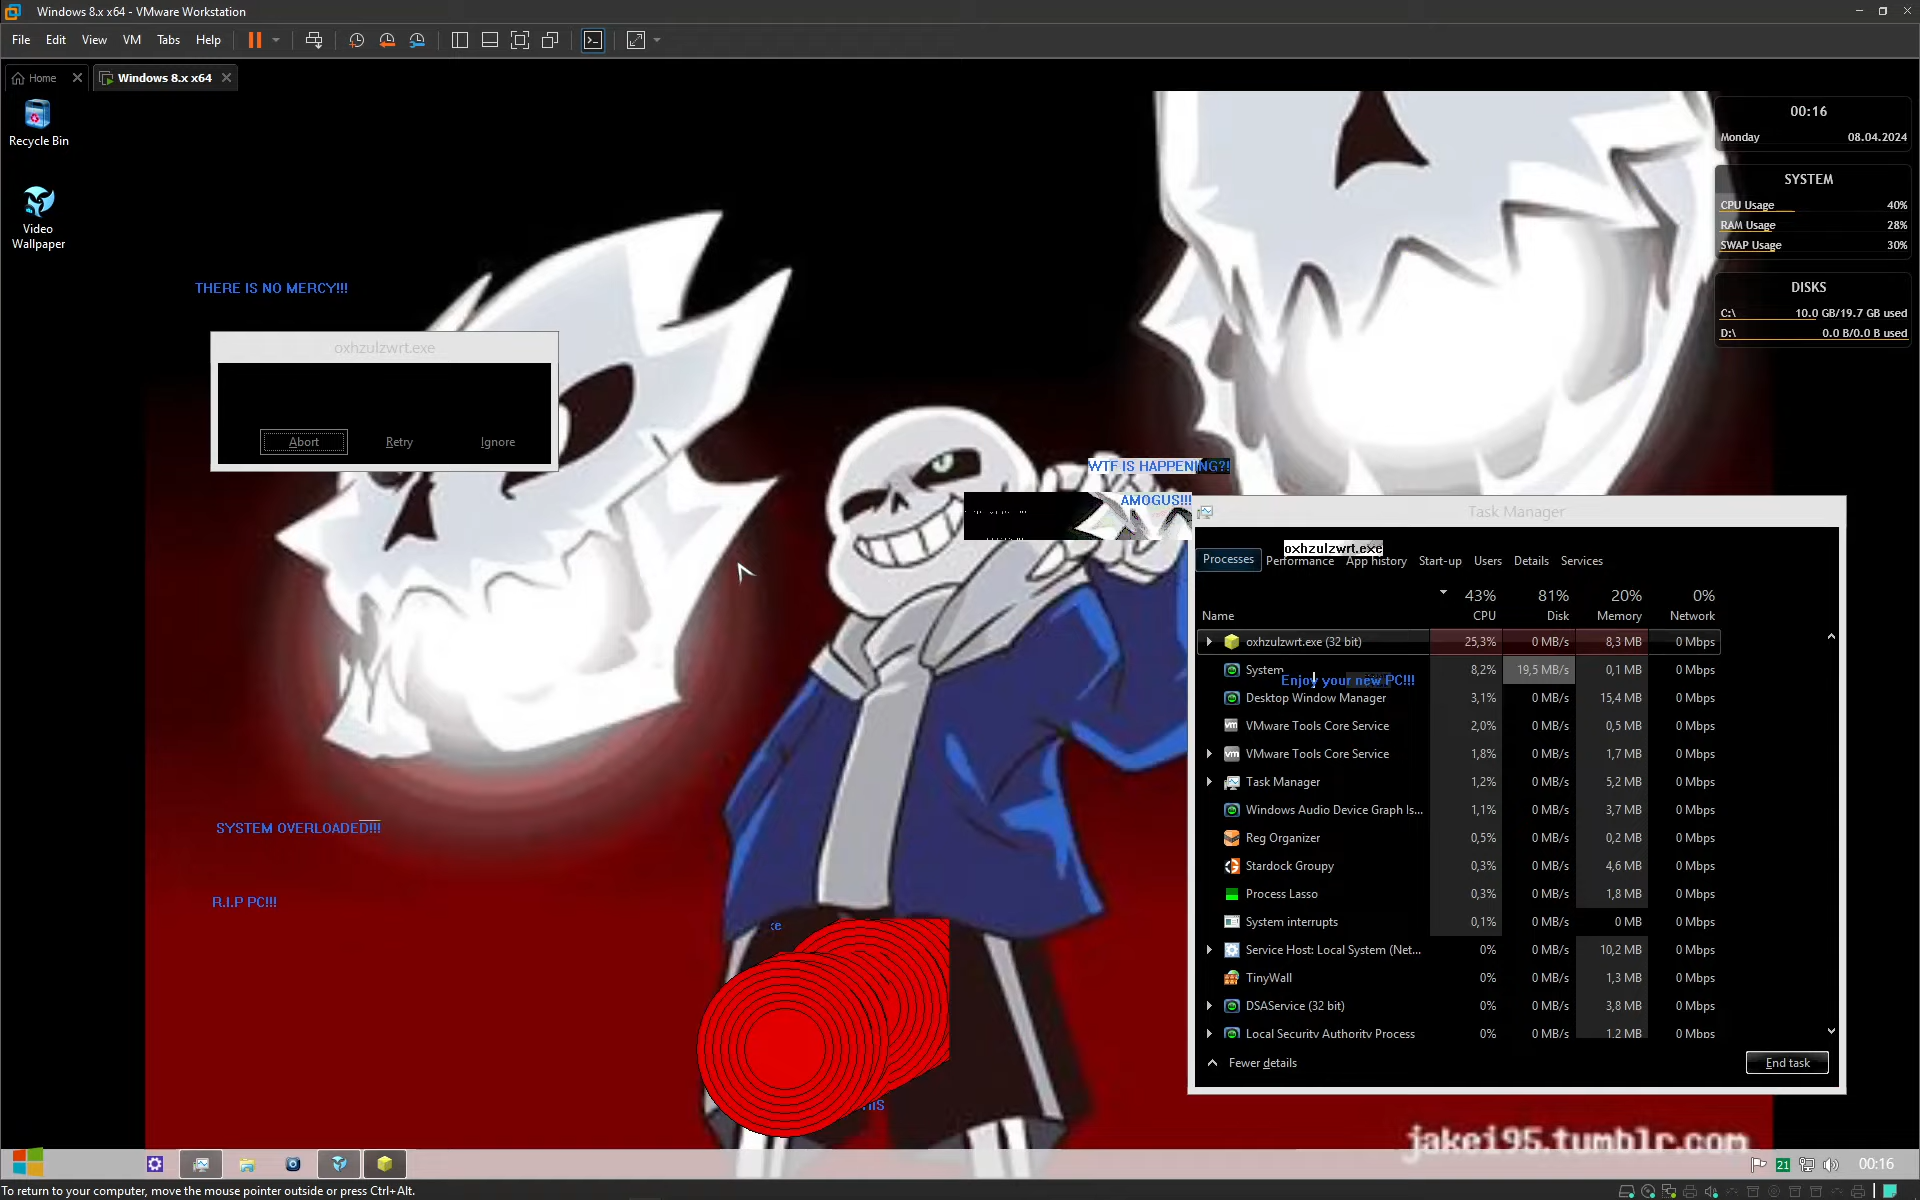 Windows 8.x x64 - VMware Workstation
File Edit View VM Tabs Help
Home
Windows 8.x x64
Recycle Bin
Video
Wallpaper
00:16
Monday 08.04.2024
SYSTEM
CPU Usage 40%
RAM Usage 28%
SWAP Usage 30%
DISKS
C:\ 10.0 GB/19.7 GB used
D:\ 0.0 B/0.0 B used
THERE IS NO MERCY!!!
oxhzulzwrt.exe
Abort Retry Ignore
WTF IS HAPPENING?!
AMOGUS!!!
Task Manager
oxhzulzwrt.exe
Processes Performance App history Start-up Users Details Services
43% 81% 20% 0%
Name CPU Disk Memory Network
oxhzulzwrt.exe (32 bit) 25,3% 0 MB/s 8,3 MB 0 Mbps
System 8,2% 19,5 MB/s 0,1 MB 0 Mbps
Enjoy your new PC!!!
Desktop Window Manager 3,1% 0 MB/s 15,4 MB 0 Mbps
VMware Tools Core Service 2,0% 0 MB/s 0,5 MB 0 Mbps
VMware Tools Core Service 1,8% 0 MB/s 1,7 MB 0 Mbps
Task Manager 1,2% 0 MB/s 5,2 MB 0 Mbps
Windows Audio Device Graph Is... 1,1% 0 MB/s 3,7 MB 0 Mbps
Reg Organizer 0,5% 0 MB/s 0,2 MB 0 Mbps
Stardock Groupy 0,3% 0 MB/s 4,6 MB 0 Mbps
Process Lasso 0,3% 0 MB/s 1,8 MB 0 Mbps
System interrupts 0,1% 0 MB/s 0 MB 0 Mbps
Service Host: Local System (Net... 0% 0 MB/s 10,2 MB 0 Mbps
TinyWall 0% 0 MB/s 1,3 MB 0 Mbps
DSAService (32 bit) 0% 0 MB/s 3,8 MB 0 Mbps
Local Security Authority Process 0% 0 MB/s 1,2 MB 0 Mbps
Fewer details
End task
SYSTEM OVERLOADED!!!
R.I.P PC!!!
jakei95.tumblr.com
21
00:16
To return to your computer, move the mouse pointer outside or press Ctrl+Alt.